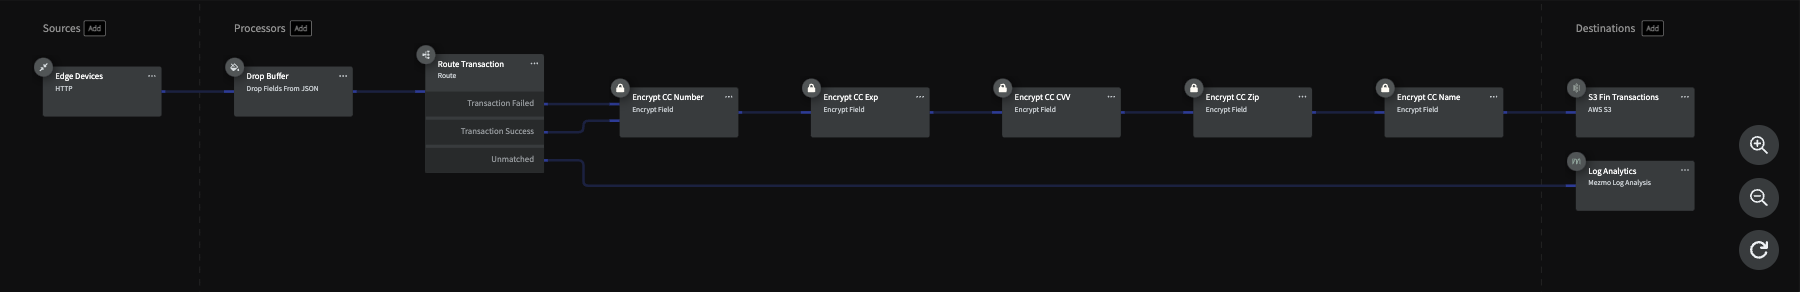 Sources Add
Processors Add
Destinations Add
Edge Devices
HTTP
Drop Buffer
Drop Fields From JSON
Route Transaction
Route
Transaction Failed
Transaction Success
Unmatched
Encrypt CC Number
Encrypt Field
Encrypt CC Exp
Encrypt Field
Encrypt CC CVV
Encrypt Field
Encrypt CC Zip
Encrypt Field
Encrypt CC Name
Encrypt Field
S3 Fin Transactions
AWS S3
Log Analytics
Mezmo Log Analysis